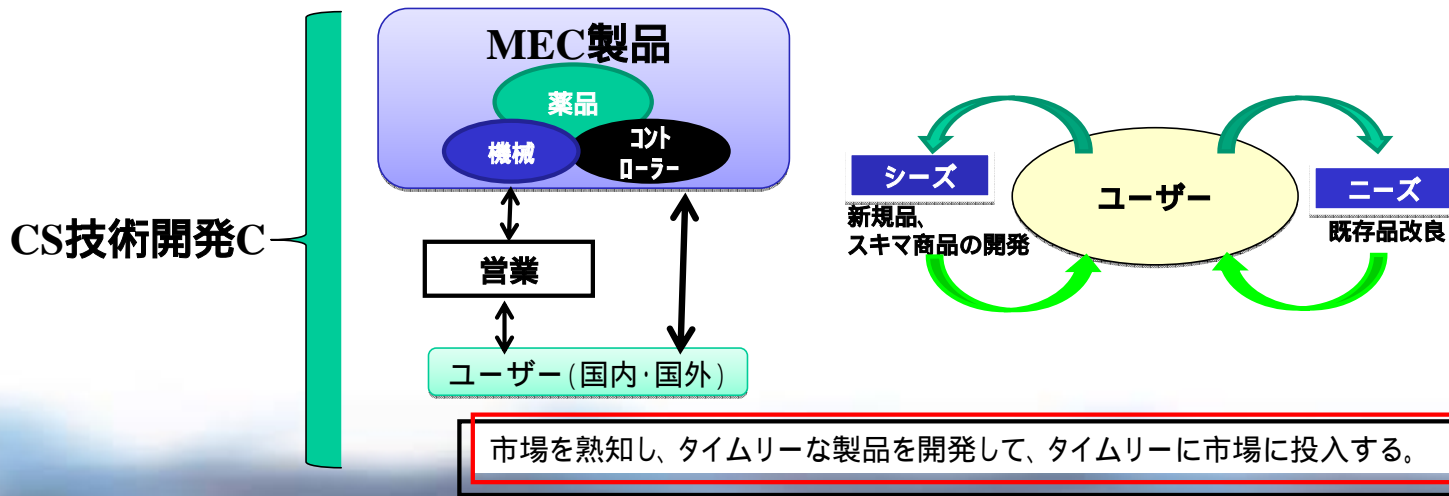 MEC製品
薬品
機械
コント
ローラー
CS技術開発C
営業
ユーザー(国内・国外)
シーズ
新規品、
スキマ商品の開発
ユーザー
ニーズ
既存品改良
市場を熟知し、タイムリーな製品を開発して、タイムリーに市場に投入する。